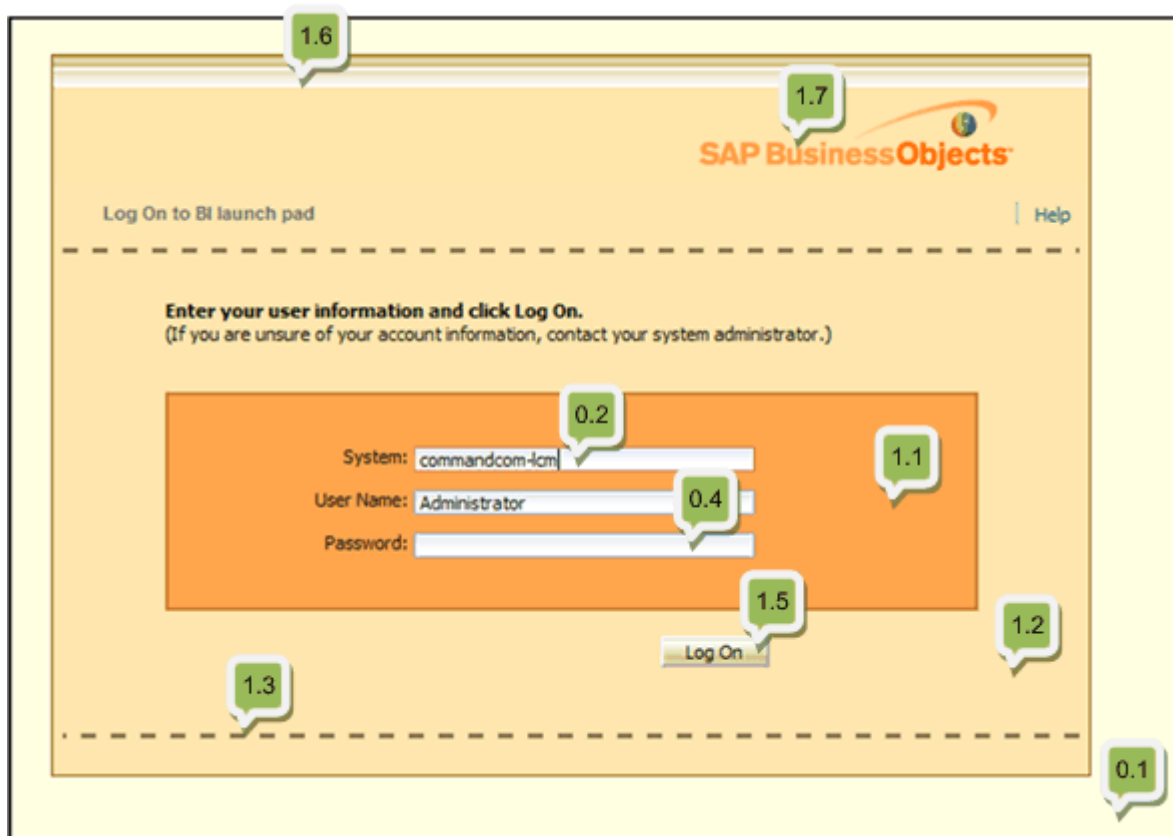 1.6
1.7
SAP BusinessObjects™
Log On to BI launch pad
Help
Enter your user information and click Log On.
(If you are unsure of your account information, contact your system administrator.)
0.2
System: commandcom-lcm
1.1
User Name: Administrator
0.4
Password:
1.5
1.2
Log On
1.3
0.1